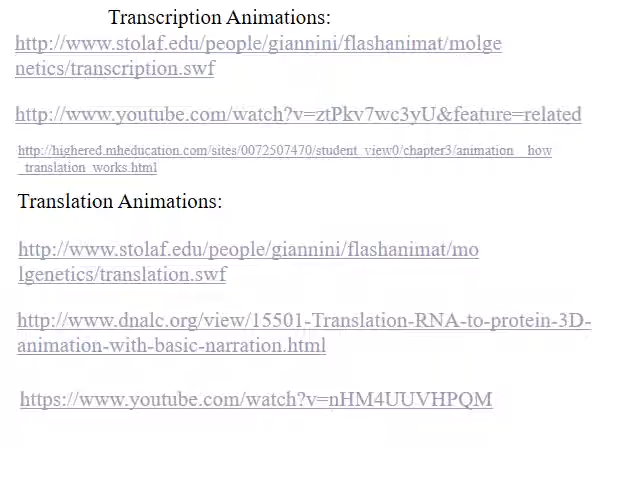 Transcription Animations:
http://www.stolaf.edu/people/giannini/flashanimat/molge
netics/transcription.swf
http://www.youtube.com/watch?v=ztPkv7wc3yU&feature=related
http://highered.mheducation.com/sites/0072507470/student_view0/chapter3/animation__how
_translation_works.html
Translation Animations:
http://www.stolaf.edu/people/giannini/flashanimat/mo
lgenetics/translation.swf
http://www.dnalc.org/view/15501-Translation-RNA-to-protein-3D-
animation-with-basic-narration.html
https://www.youtube.com/watch?v=nHM4UUVHPQM